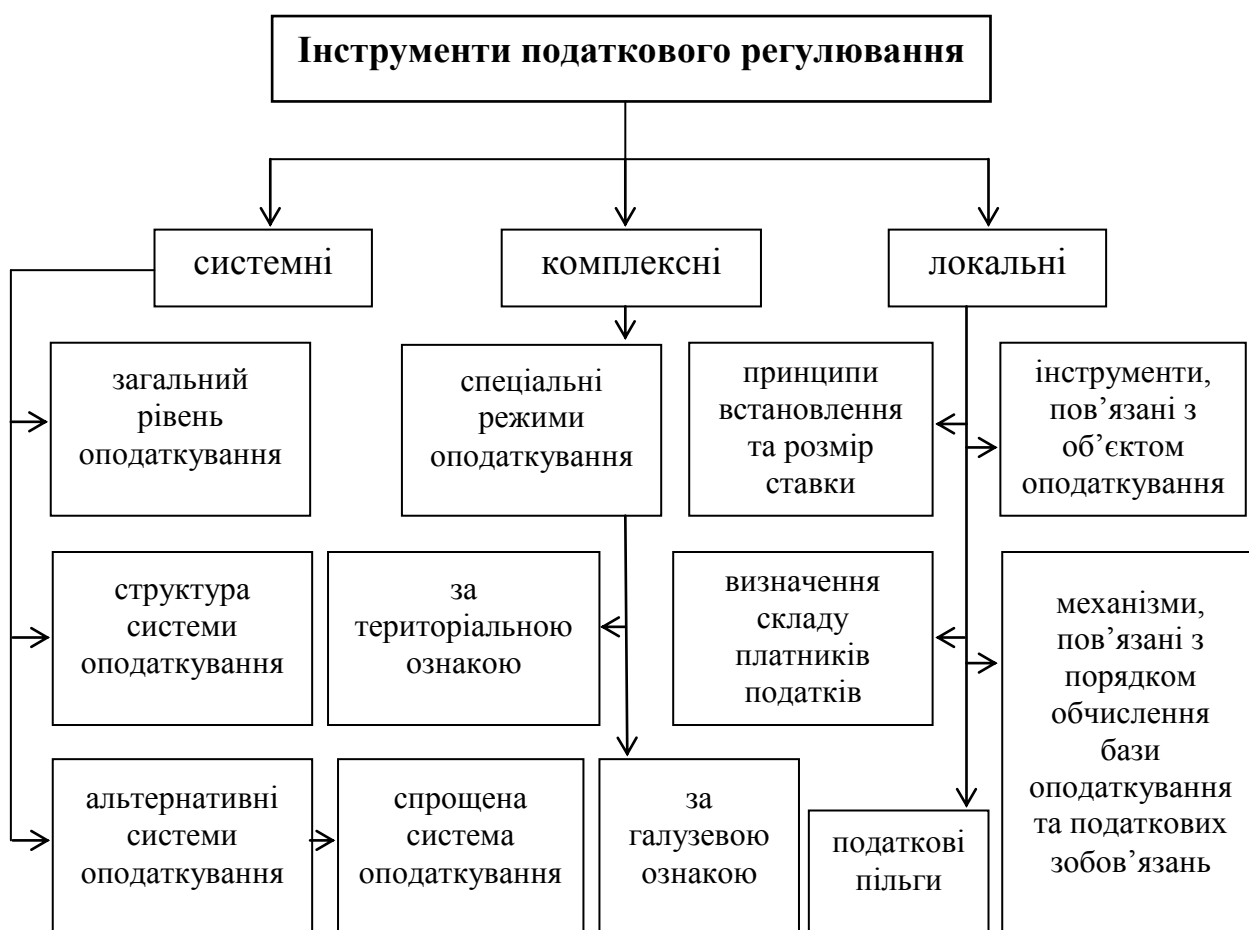 Інструменти податкового регулювання
системні
комплексні
локальні
загальний
рівень
оподаткування
спеціальні
режими
оподаткування
принципи
встановлення
та розмір
ставки
інструменти,
пов’язані з
об’єктом
оподаткування
структура
системи
оподаткування
за
територіальною
ознакою
визначення
складу
платників
податків
механізми,
пов’язані з
порядком
обчислення
бази
оподаткування
та податкових
зобов’язань
альтернативні
системи
оподаткування
спрощена
система
оподаткування
за
галузевою
ознакою
податкові
пільги